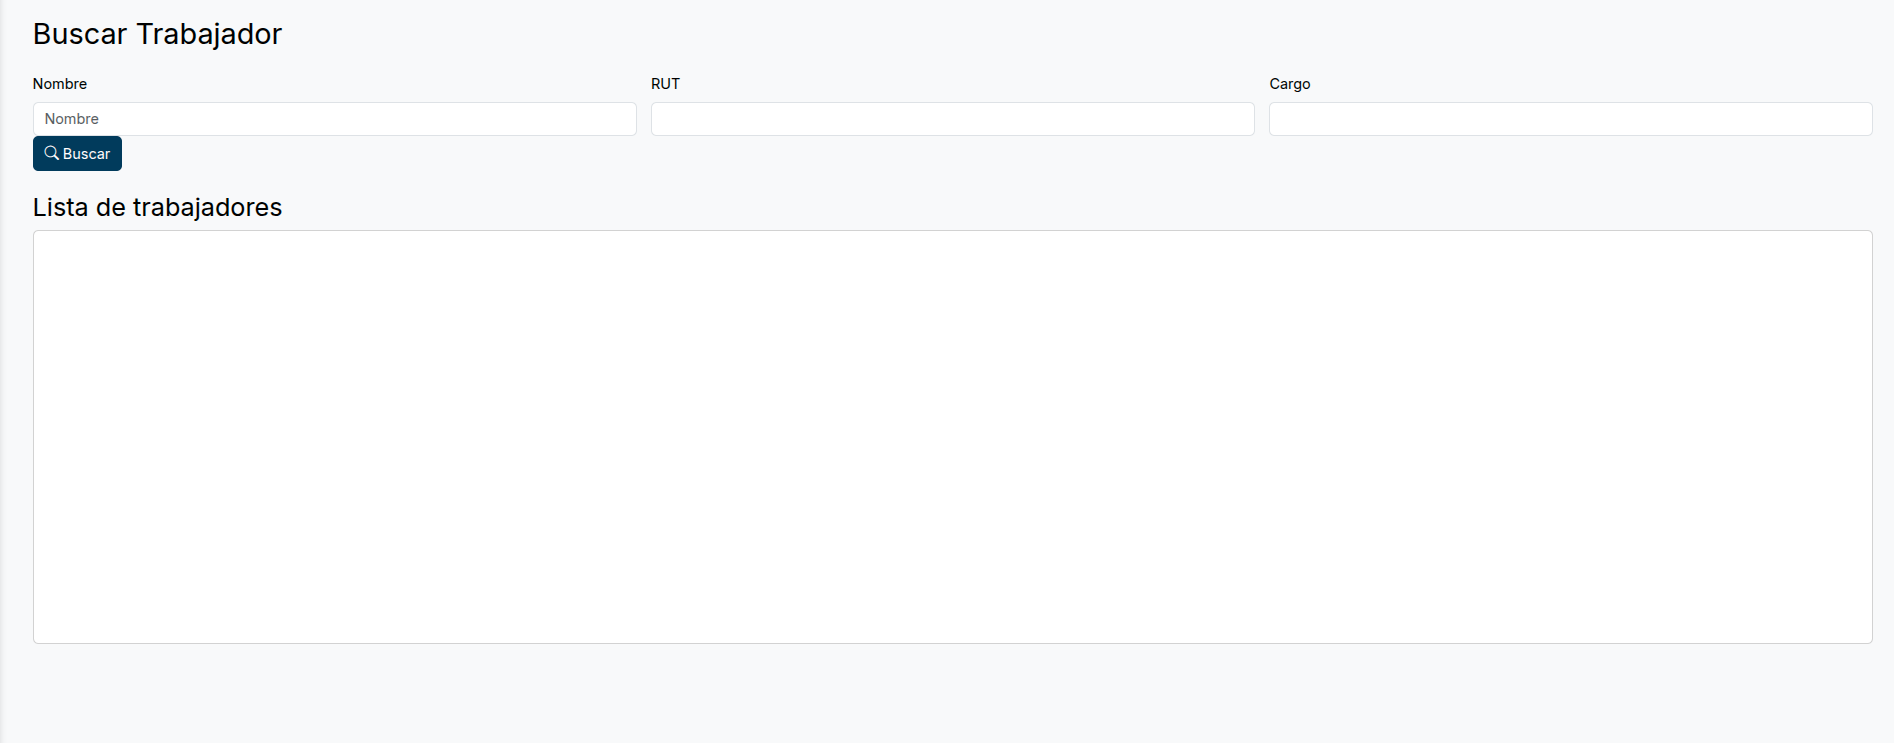 Buscar Trabajador
Nombre RUT Cargo
Nombre
Buscar
Lista de trabajadores